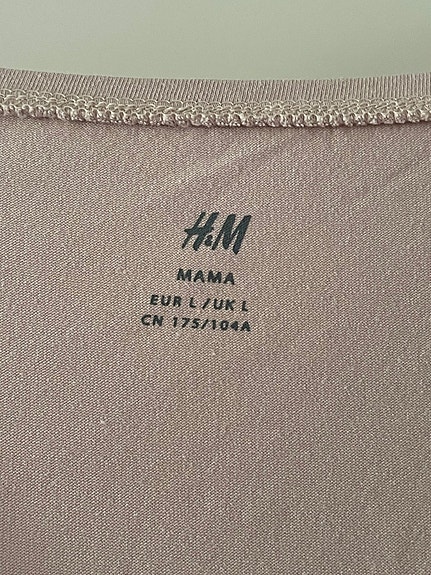 H&M
MAMA
EUR L / UK L
CN 175/104A